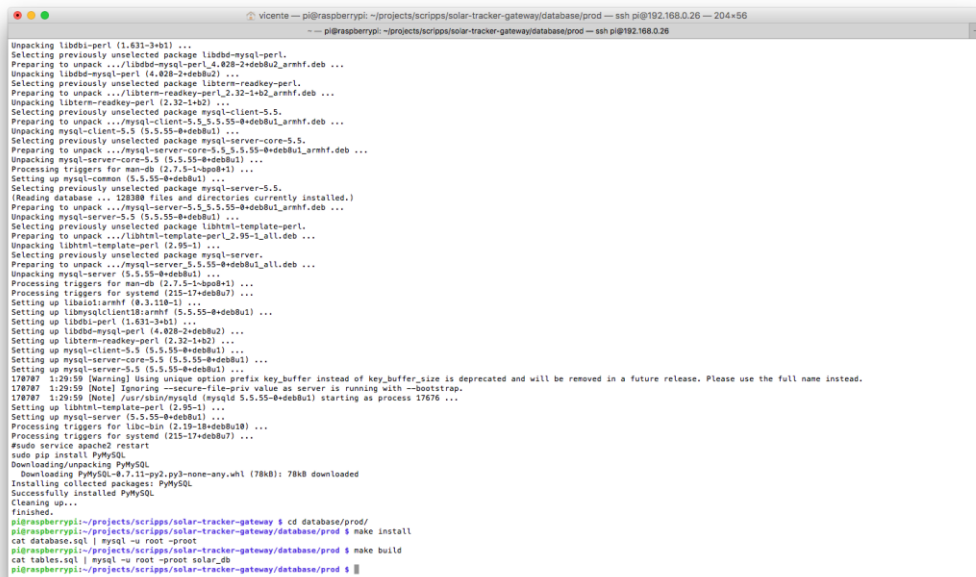 vicente — pi@raspberrypi: ~/projects/scripps/solar-tracker-gateway/database/prod — ssh pi@192.168.0.26 — 204×56
~ — pi@raspberrypi: ~/projects/scripps/solar-tracker-gateway/database/prod — ssh pi@192.168.0.26
Unpacking libdbi-perl (1.631-3+b1) ...
Selecting previously unselected package libdbd-mysql-perl.
Preparing to unpack .../libdbd-mysql-perl_4.028-2+deb8u2_armhf.deb ...
Unpacking libdbd-mysql-perl (4.028-2+deb8u2) ...
Selecting previously unselected package libterm-readkey-perl.
Preparing to unpack .../libterm-readkey-perl_2.32-1+b2_armhf.deb ...
Unpacking libterm-readkey-perl (2.32-1+b2) ...
Selecting previously unselected package mysql-client-5.5.
Preparing to unpack .../mysql-client-5.5_5.5.55-0+deb8u1_armhf.deb ...
Unpacking mysql-client-5.5 (5.5.55-0+deb8u1) ...
Selecting previously unselected package mysql-server-core-5.5.
Preparing to unpack .../mysql-server-core-5.5_5.5.55-0+deb8u1_armhf.deb ...
Unpacking mysql-server-core-5.5 (5.5.55-0+deb8u1) ...
Processing triggers for man-db (2.7.5-1~bpo8+1) ...
Setting up mysql-common (5.5.55-0+deb8u1) ...
Selecting previously unselected package mysql-server-5.5.
(Reading database ... 128380 files and directories currently installed.)
Preparing to unpack .../mysql-server-5.5_5.5.55-0+deb8u1_armhf.deb ...
Unpacking mysql-server-5.5 (5.5.55-0+deb8u1) ...
Selecting previously unselected package libhtml-template-perl.
Preparing to unpack .../libhtml-template-perl_2.95-1_all.deb ...
Unpacking libhtml-template-perl (2.95-1) ...
Selecting previously unselected package mysql-server.
Preparing to unpack .../mysql-server_5.5.55-0+deb8u1_all.deb ...
Unpacking mysql-server (5.5.55-0+deb8u1) ...
Processing triggers for man-db (2.7.5-1~bpo8+1) ...
Processing triggers for systemd (215-17+deb8u7) ...
Setting up libaio1:armhf (0.3.110-1) ...
Setting up libmysqlclient18:armhf (5.5.55-0+deb8u1) ...
Setting up libdbi-perl (1.631-3+b1) ...
Setting up libdbd-mysql-perl (4.028-2+deb8u2) ...
Setting up libterm-readkey-perl (2.32-1+b2) ...
Setting up mysql-client-5.5 (5.5.55-0+deb8u1) ...
Setting up mysql-server-core-5.5 (5.5.55-0+deb8u1) ...
Setting up mysql-server-5.5 (5.5.55-0+deb8u1) ...
170707  1:29:59 [Warning] Using unique option prefix key_buffer instead of key_buffer_size is deprecated and will be removed in a future release. Please use the full name instead.
170707  1:29:59 [Note] Ignoring --secure-file-priv value as server is running with --bootstrap.
170707  1:29:59 [Note] /usr/sbin/mysqld (mysqld 5.5.55-0+deb8u1) starting as process 17676 ...
Setting up libhtml-template-perl (2.95-1) ...
Setting up mysql-server (5.5.55-0+deb8u1) ...
Processing triggers for libc-bin (2.19-18+deb8u10) ...
Processing triggers for systemd (215-17+deb8u7) ...
#sudo service apache2 restart
sudo pip install PyMySQL
Downloading/unpacking PyMySQL
  Downloading PyMySQL-0.7.11-py2.py3-none-any.whl (78kB): 78kB downloaded
Installing collected packages: PyMySQL
Successfully installed PyMySQL
Cleaning up...
finished.
pi@raspberrypi:~/projects/scripps/solar-tracker-gateway $ cd database/prod/
pi@raspberrypi:~/projects/scripps/solar-tracker-gateway/database/prod $ make install
cat database.sql | mysql -u root -proot
pi@raspberrypi:~/projects/scripps/solar-tracker-gateway/database/prod $ make build
cat tables.sql | mysql -u root -proot solar_db
pi@raspberrypi:~/projects/scripps/solar-tracker-gateway/database/prod $